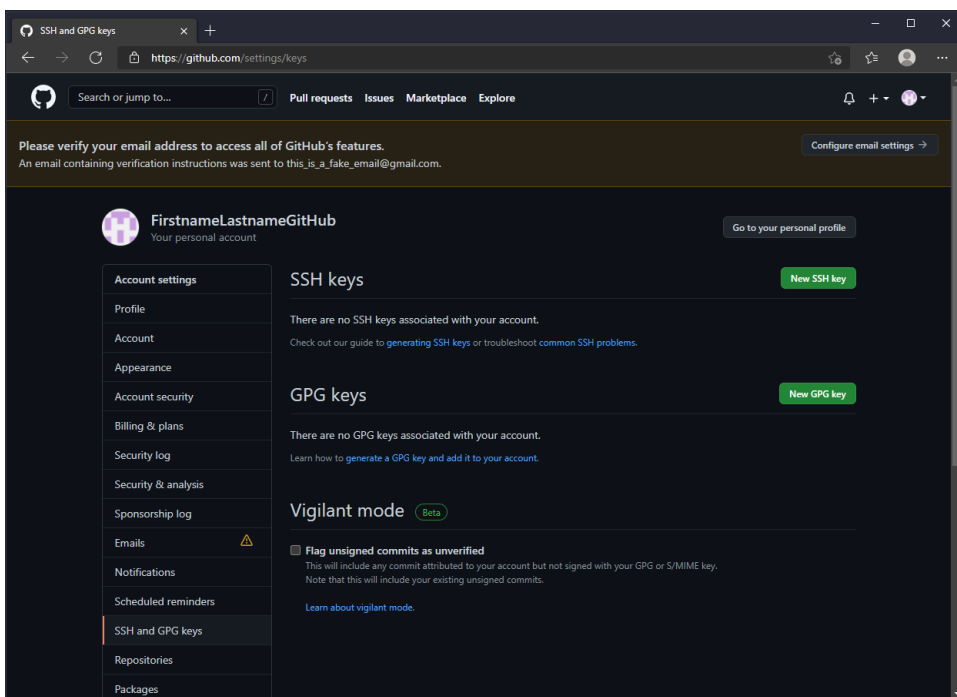 SSH and GPG keys
https://github.com/settings/keys
Search or jump to...
/
Pull requests Issues Marketplace Explore
Please verify your email address to access all of GitHub's features.
An email containing verification instructions was sent to this_is_a_fake_email@gmail.com.
Configure email settings →
FirstnameLastnameGitHub
Your personal account
Go to your personal profile
Account settings
Profile
Account
Appearance
Account security
Billing & plans
Security log
Security & analysis
Sponsorship log
Emails
Notifications
Scheduled reminders
SSH and GPG keys
Repositories
Packages
SSH keys
New SSH key
There are no SSH keys associated with your account.
Check out our guide to generating SSH keys or troubleshoot common SSH problems.
GPG keys
New GPG key
There are no GPG keys associated with your account.
Learn how to generate a GPG key and add it to your account.
Vigilant mode Beta
Flag unsigned commits as unverified
This will include any commit attributed to your account but not signed with your GPG or S/MIME key.
Note that this will include your existing unsigned commits.
Learn about vigilant mode.